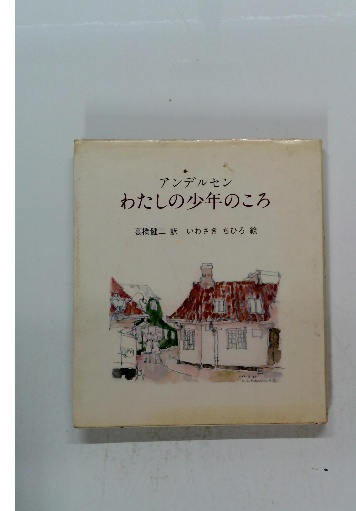 アンデルセン
わたしの少年のころ
高橋健二 訳 いわさき ちひろ 絵